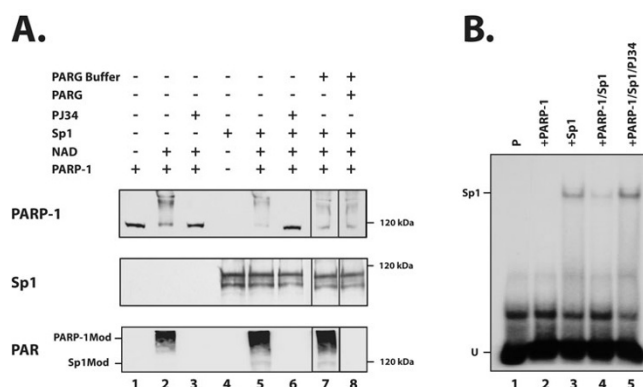 A.
PARG Buffer - - - - - - + +
PARG - - - - - - - +
PJ34 - - + - - + - -
Sp1 - - - + + + + +
NAD - + + - + + + +
PARP-1 + + + - + + + +
PARP-1
120 kDa
Sp1
120 kDa
PAR
PARP-1Mod
Sp1Mod
120 kDa
1 2 3 4 5 6 7 8
B.
P
+PARP-1
+Sp1
+PARP-1/Sp1
+PARP-1/Sp1/PJ34
Sp1
U
1 2 3 4 5